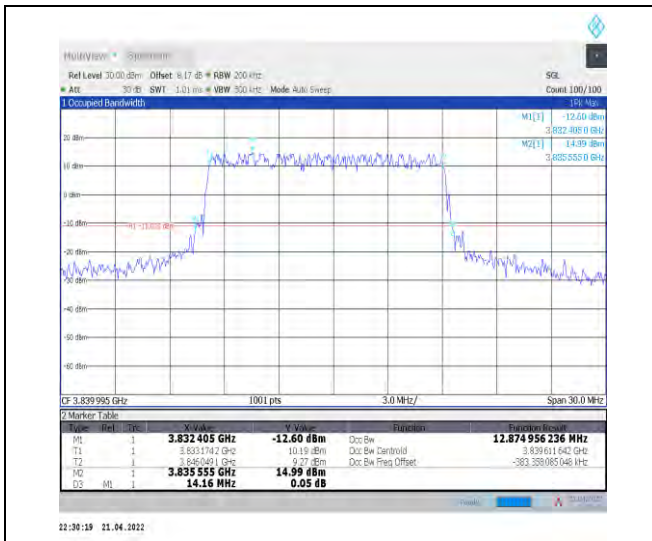 MultiView Spectrum
Ref Level 30.00 dBm Offset 8.17 dB RBW 200 kHz SGL
Att 30 dB SWT 1.01 ms VBW 500 kHz Mode Auto Sweep Count 100/100
1 Occupied Bandwidth 1Pk Max
M1[1] -12.60 dBm
3.832 405 0 GHz
M2[1] 14.99 dBm
3.835 555 0 GHz
20 dBm
10 dBm
0 dBm
-10 dBm
-20 dBm
-30 dBm
-40 dBm
-50 dBm
-60 dBm
CF 3.839 995 GHz 1001 pts 3.0 MHz/ Span 30.0 MHz
2 Marker Table
Type Ref Trc X-Value Y-Value Function Function Result
M1 1 3.832 405 GHz -12.60 dBm Occ Bw 12.874 956 236 MHz
T1 1 3.8331742 GHz 10.19 dBm Occ Bw Centroid 3.839 611 642 GHz
T2 1 3.8460491 GHz 9.27 dBm Occ Bw Freq Offset -383.358 085 048 kHz
M2 1 3.835 555 GHz 14.99 dBm
D3 M1 1 14.16 MHz 0.05 dB
22:30:19 21.04.2022